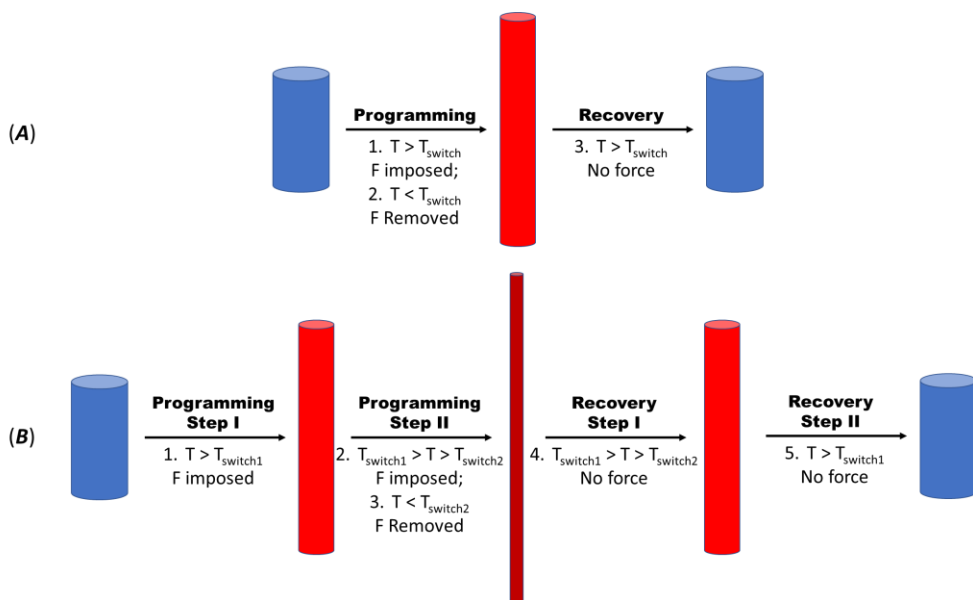 (A)
Programming
1. T > Tswitch
F imposed;
2. T < Tswitch
F Removed
Recovery
3. T > Tswitch
No force
(B)
Programming
Step I
1. T > Tswitch1
F imposed
Programming
Step II
2. Tswitch1 > T > Tswitch2
F imposed;
3. T < Tswitch2
F Removed
Recovery
Step I
4. Tswitch1 > T > Tswitch2
No force
Recovery
Step II
5. T > Tswitch1
No force